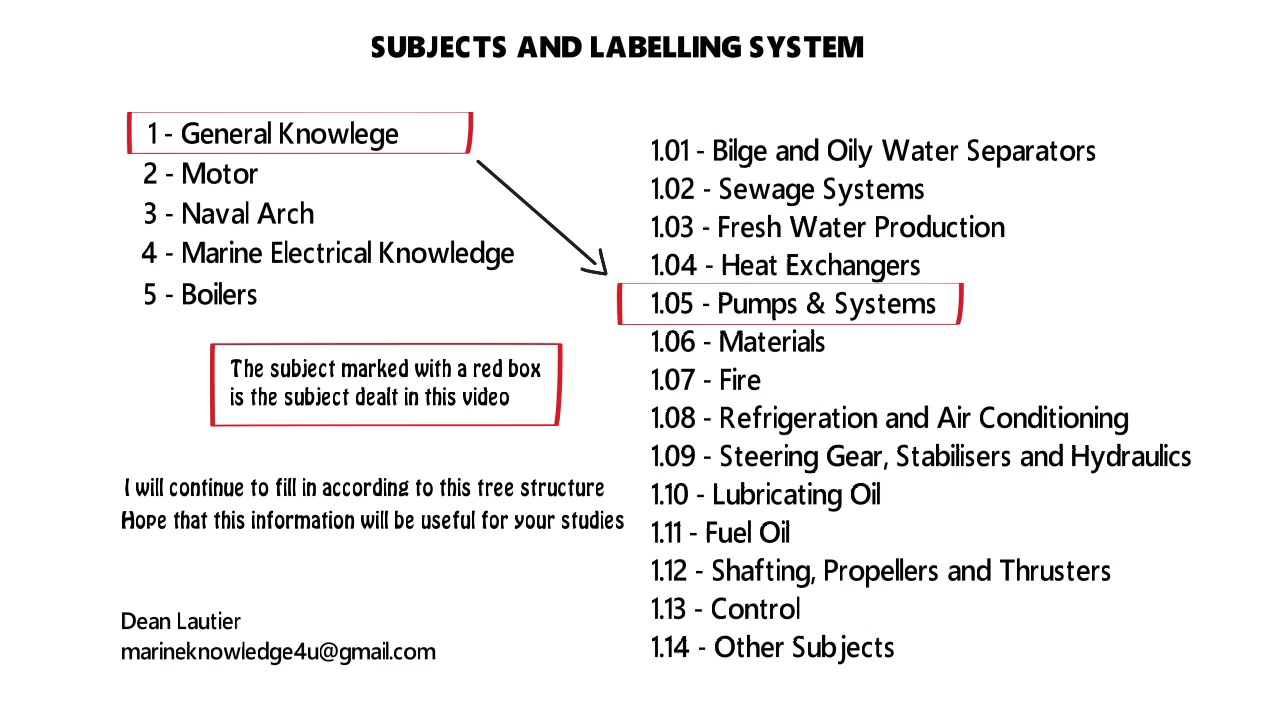 SUBJECTS AND LABELLING SYSTEM
1 - General Knowlege
2 - Motor
3 - Naval Arch
4 - Marine Electrical Knowledge
5 - Boilers
The subject marked with a red box
is the subject dealt in this video
I will continue to fill in according to this tree structure
Hope that this information will be useful for your studies
Dean Lautier
marineknowledge4u@gmail.com
1.01 - Bilge and Oily Water Separators
1.02 - Sewage Systems
1.03 - Fresh Water Production
1.04 - Heat Exchangers
1.05 - Pumps & Systems
1.06 - Materials
1.07 - Fire
1.08 - Refrigeration and Air Conditioning
1.09 - Steering Gear, Stabilisers and Hydraulics
1.10 - Lubricating Oil
1.11 - Fuel Oil
1.12 - Shafting, Propellers and Thrusters
1.13 - Control
1.14 - Other Subjects